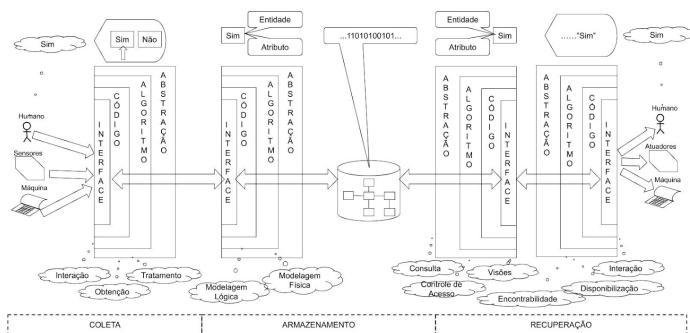 Sim
Sim
Não
Entidade
Sim
Atributo
...11010100101...
Entidade
Sim
Atributo
......"Sim"
Sim
Humano
Sensores
Máquina
INTERFACE
CÓDIGO
ALGORITMO
ABSTRAÇÃO
INTERFACE
CÓDIGO
ALGORITMO
ABSTRAÇÃO
ABSTRAÇÃO
ALGORITMO
CÓDIGO
INTERFACE
ABSTRAÇÃO
ALGORITMO
CÓDIGO
INTERFACE
Humano
Atuadores
Máquina
Interação
Obtenção
Tratamento
Modelagem
Lógica
Modelagem
Física
Consulta
Controle de
Acesso
Visões
Encontrabilidade
Interação
Disponibilização
COLETA
ARMAZENAMENTO
RECUPERAÇÃO